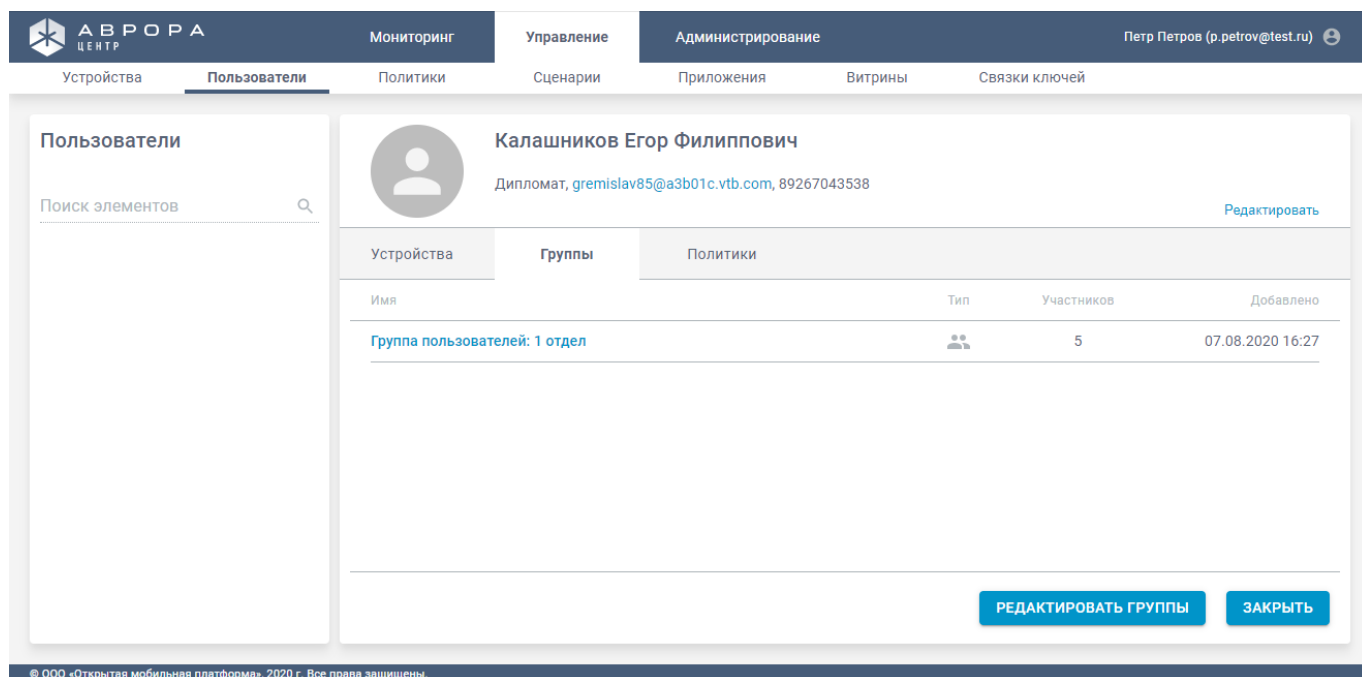 АВРОРА
ЦЕНТР
Мониторинг Управление Администрирование Петр Петров (p.petrov@test.ru)
Устройства Пользователи Политики Сценарии Приложения Витрины Связки ключей
Пользователи
Поиск элементов
Калашников Егор Филиппович
Дипломат, gremislav85@a3b01c.vtb.com, 89267043538
Редактировать
Устройства Группы Политики
Имя Тип Участников Добавлено
Группа пользователей: 1 отдел 5 07.08.2020 16:27
РЕДАКТИРОВАТЬ ГРУППЫ ЗАКРЫТЬ
© ООО «Открытая мобильная платформа», 2020 г. Все права защищены.